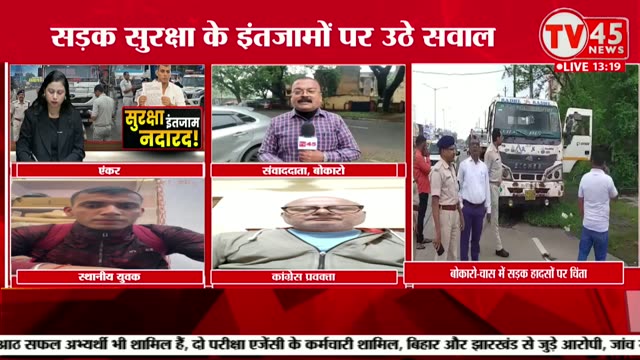 सड़क सुरक्षा के इंतजामों पर उठे सवाल
TV45
NEWS
LIVE 13:19
सुरक्षा
इंतजाम
नदारद!
एंकर
TV45
संवाददाता, बोकारो
स्थानीय युवक
कांग्रेस प्रवक्ता
बोकारो-चास में सड़क हादसों पर चिंता
आठ सफल अभ्यर्थी भी शामिल हैं, दो परीक्षा एजेंसी के कर्मचारी शामिल, बिहार और झारखंड से जुड़े आरोपी, जांच